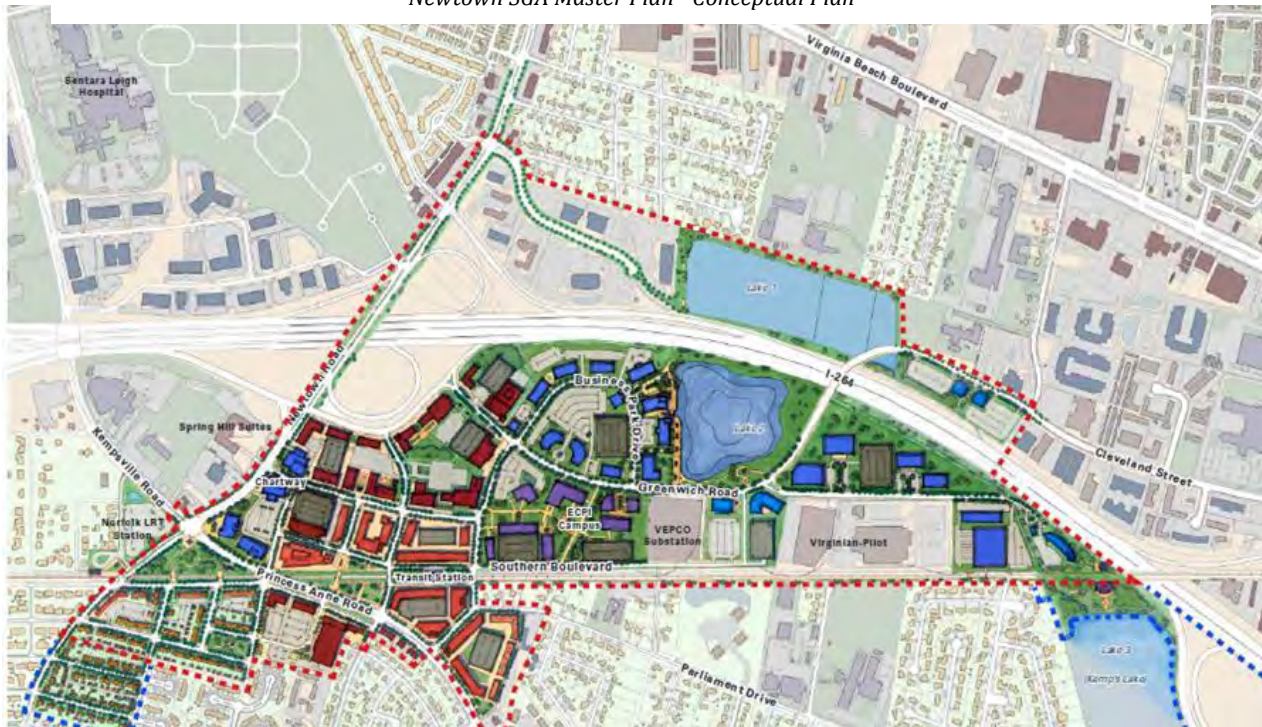 Newtown SGA Master Plan - Conceptual Plan
Sentara Leigh
Hospital
Virginia Beach Boulevard
Lake 1
Newtown Road
I-264
Business Park Drive
Spring Hill Suites
Kempsville Road
Lake 2
Chartway
Cleveland Street
Greenwich Road
Norfolk LRT
Station
ECPI
Campus
VEPCO
Substation
Virginian-Pilot
Southern Boulevard
Transit Station
Princess Anne Road
Parliament Drive
Lake 3
(Kemps Lake)